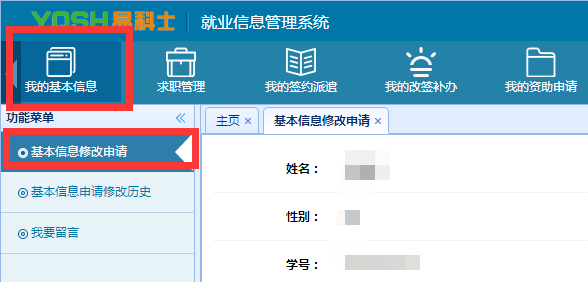 YOSH易科士 就业信息管理系统
我的基本信息 求职管理 我的签约派遣 我的改签补办 我的资助申请
功能菜单
主页 基本信息修改申请
基本信息修改申请
姓名：
基本信息申请修改历史
性别：
我要留言
学号：